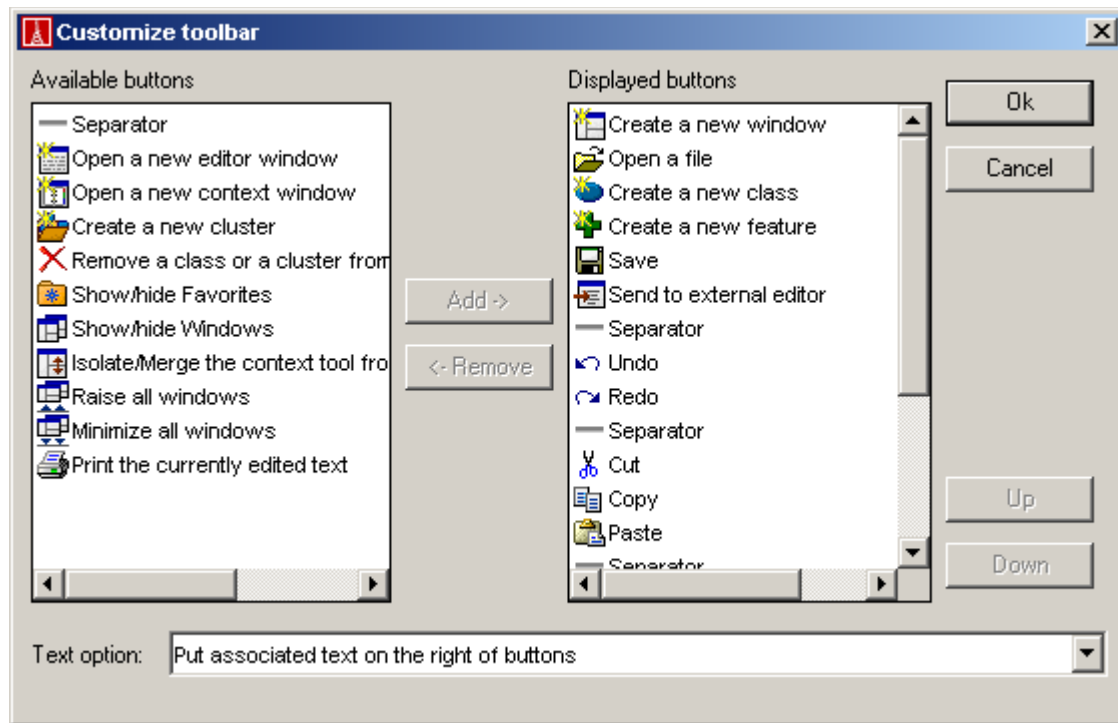 Customize toolbar
Available buttons
Separator
Open a new editor window
Open a new context window
Create a new cluster
Remove a class or a cluster from
Show/hide Favorites
Show/hide Windows
Isolate/Merge the context tool fro
Raise all windows
Minimize all windows
Print the currently edited text
Add ->
<- Remove
Displayed buttons
Create a new window
Open a file
Create a new class
Create a new feature
Save
Send to external editor
Separator
Undo
Redo
Separator
Cut
Copy
Paste
Separator
Ok
Cancel
Up
Down
Text option: Put associated text on the right of buttons